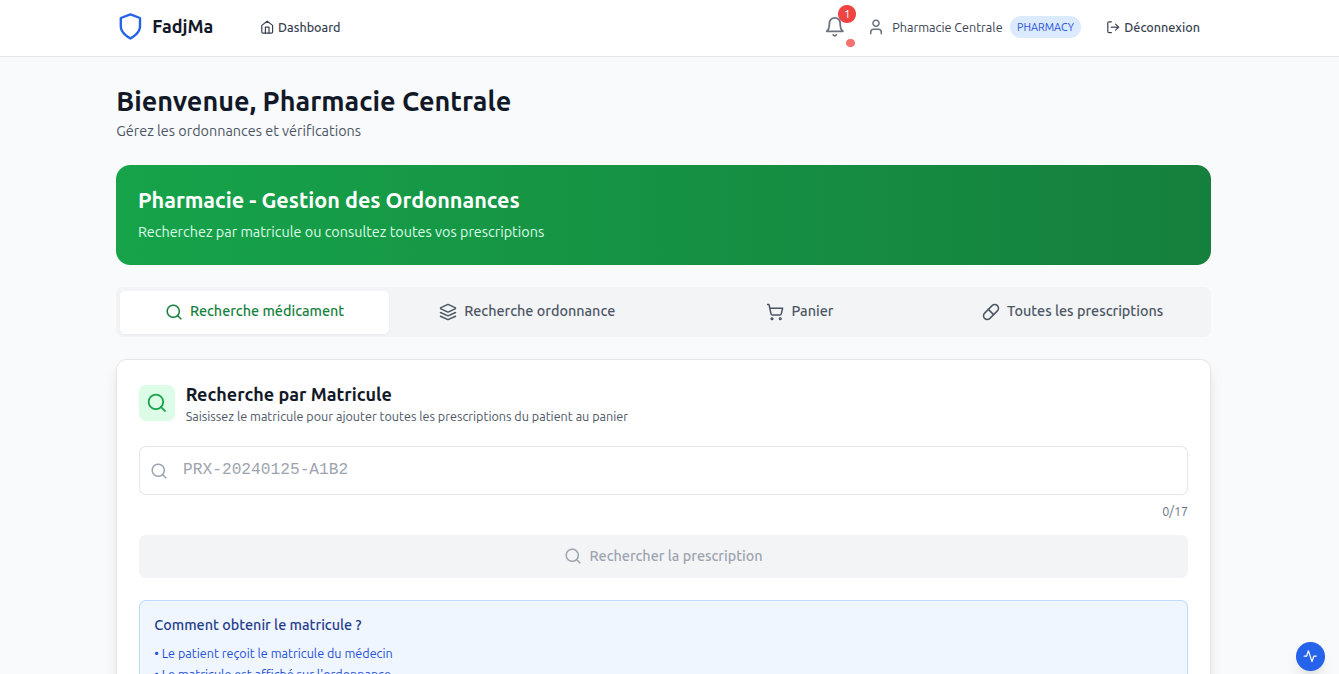 FadjMa
Dashboard
1
Pharmacie Centrale
PHARMACY
Déconnexion
Bienvenue, Pharmacie Centrale
Gérez les ordonnances et vérifications
Pharmacie - Gestion des Ordonnances
Recherchez par matricule ou consultez toutes vos prescriptions
Recherche médicament
Recherche ordonnance
Panier
Toutes les prescriptions
Recherche par Matricule
Saisissez le matricule pour ajouter toutes les prescriptions du patient au panier
PRX-20240125-A1B2
0/17
Rechercher la prescription
Comment obtenir le matricule ?
• Le patient reçoit le matricule du médecin
• Le matricule est affiché sur l'ordonnance